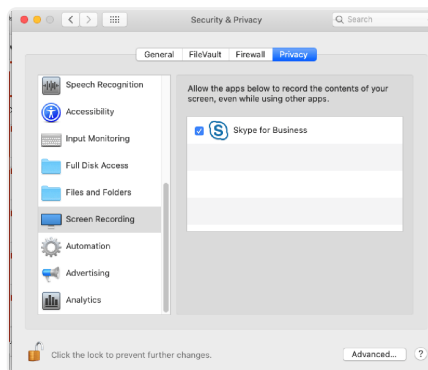 Security & Privacy
Search
General FileVault Firewall Privacy
Speech Recognition
Accessibility
Input Monitoring
Full Disk Access
Files and Folders
Screen Recording
Automation
Advertising
Analytics
Allow the apps below to record the contents of your
screen, even while using other apps.
Skype for Business
Click the lock to prevent further changes.
Advanced...
?